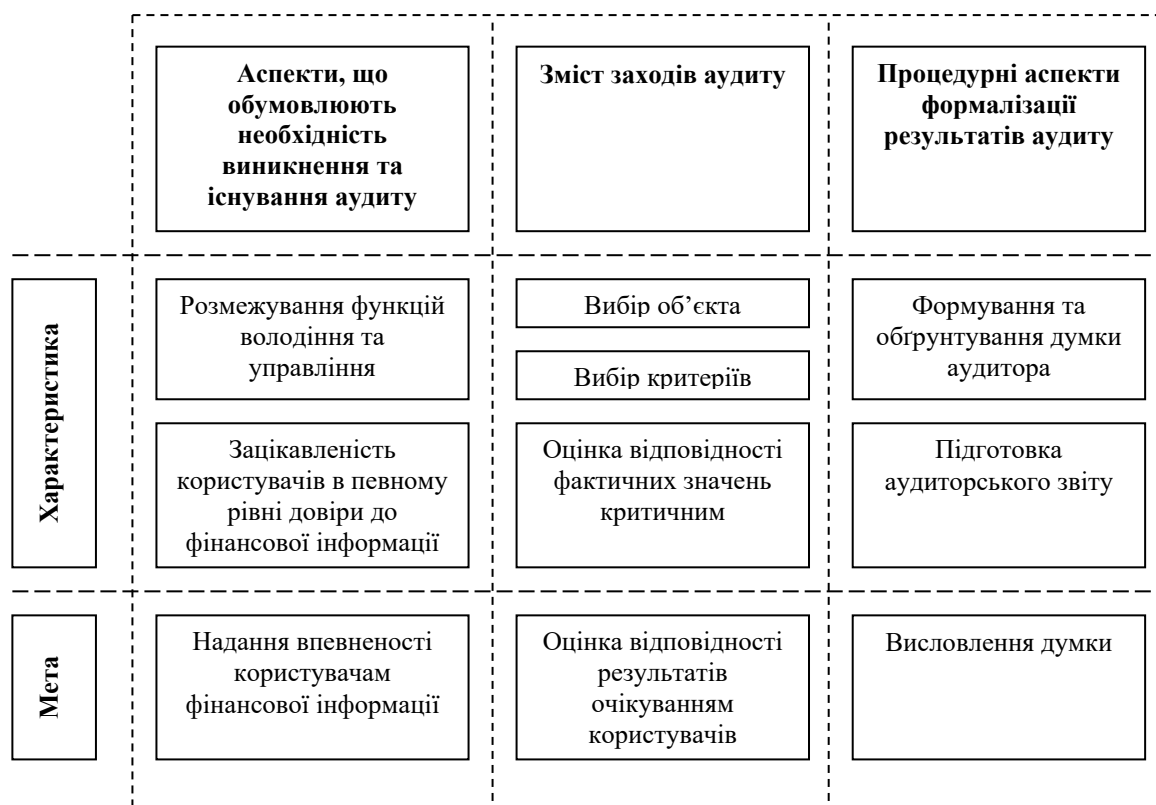 Аспекти, що
обумовлюють
необхідність
виникнення та
існування аудиту
Зміст заходів аудиту
Процедурні аспекти
формалізації
результатів аудиту
Характеристика
Розмежування функцій
володіння та
управління
Вибір об’єкта
Вибір критеріїв
Формування та
обґрунтування думки
аудитора
Зацікавленість
користувачів в певному
рівні довіри до
фінансової інформації
Оцінка відповідності
фактичних значень
критичним
Підготовка
аудиторського звіту
Мета
Надання впевненості
користувачам
фінансової інформації
Оцінка відповідності
результатів
очікуванням
користувачів
Висловлення думки